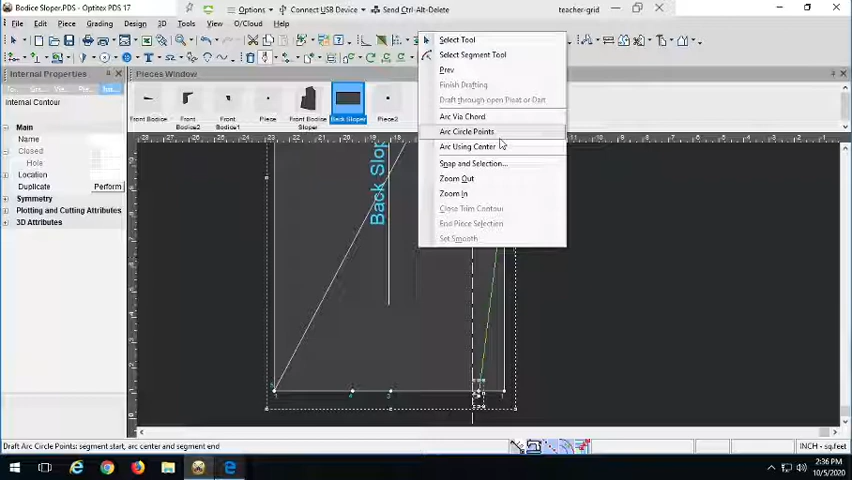 Bodice Sloper.PDS - Optitex PDS 17
Options
Connect USB Device
Send Ctrl-Alt-Delete
teacher-grid
File Edit Piece Grading Design 3D Tools View O/Cloud Help
Internal Properties
Pieces Window
Internal Contour
Main
Name
Closed
Hole
Location
Duplicate Perform
Symmetry
Plotting and Cutting Attributes
3D Attributes
Front Bodice
Front Bodice2
Front Bodice1
Front Bodice Sloper
Back Sloper
Piece2
Back Slop
Select Tool
Select Segment Tool
Prev
Finish Drafting
Draft through open Pleat or Dart
Arc Via Chord
Arc Circle Points
Arc Using Center
Snap and Selection...
Zoom Out
Zoom In
Close Trim Contour
End Piece Selection
Set Smooth
Draft Arc Circle Points: segment start, arc center and segment end
INCH - sq.feet
2:36 PM
10/5/2020